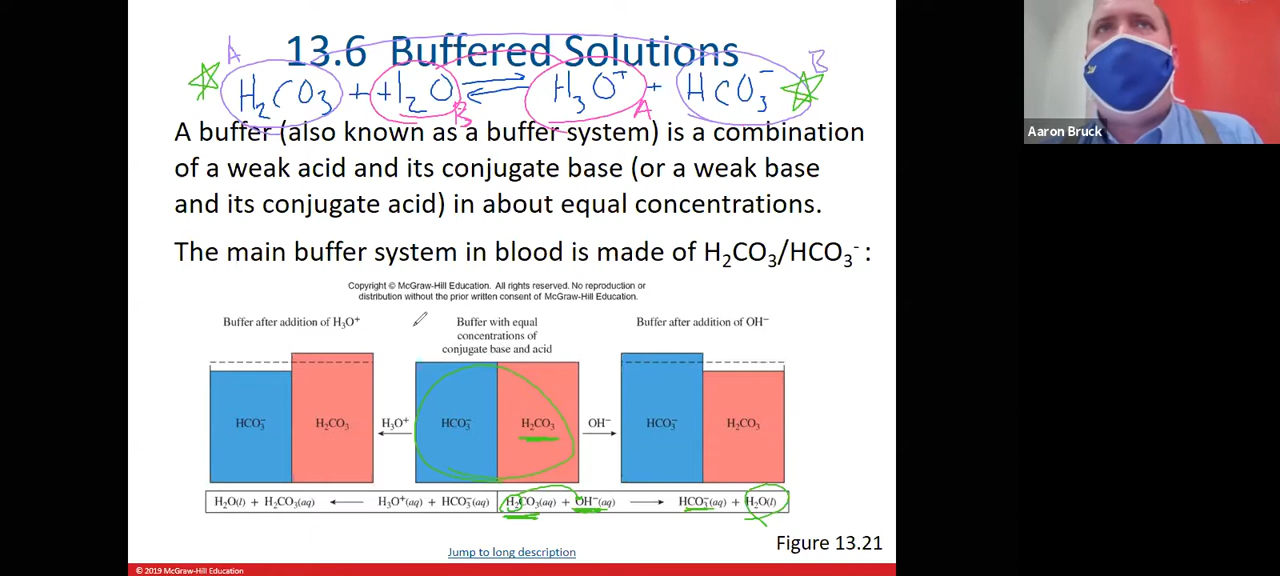 13.6 Buffered Solutions
A B
H₂CO₃ + H₂O ⇌ H₃O⁺ + HCO₃⁻
B A
A buffer (also known as a buffer system) is a combination
of a weak acid and its conjugate base (or a weak base
and its conjugate acid) in about equal concentrations.
The main buffer system in blood is made of H₂CO₃/HCO₃⁻:
Copyright © McGraw-Hill Education. All rights reserved. No reproduction or
distribution without the prior written consent of McGraw-Hill Education.
Buffer after addition of H₃O⁺
Buffer with equal
concentrations of
conjugate base and acid
Buffer after addition of OH⁻
HCO₃⁻ H₂CO₃ H₃O⁺ HCO₃⁻ H₂CO₃ OH⁻ HCO₃⁻ H₂CO₃
H₂O(l) + H₂CO₃(aq) ← H₃O⁺(aq) + HCO₃⁻(aq) H₂CO₃(aq) + OH⁻(aq) → HCO₃⁻(aq) + H₂O(l)
Figure 13.21
Jump to long description
© 2019 McGraw-Hill Education
Aaron Bruck